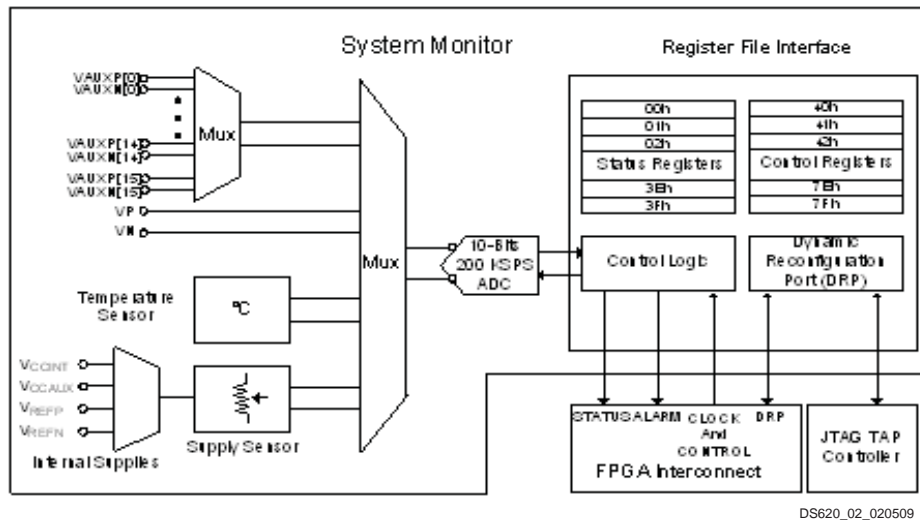 System Monitor
Register File Interface
VAUXP[0]
VAUXN[0]
VAUXP[14]
VAUXN[14]
VAUXP[15]
VAUXN[15]
Mux
VP
VN
Mux
Temperature
Sensor
ºC
VCCINT
VCCAUX
VREFP
VREFN
Internal Supplies
Supply Sensor
10-Bits
200 KSPS
ADC
00h
01h
02h
Status Registers
3Eh
3Fh
40h
41h
42h
Control Registers
7Eh
7Fh
Control Logic
Dynamic
Reconfiguration
Port (DRP)
STATUS
ALARM
CLOCK
And
CONTROL
DRP
FPGA Interconnect
JTAG TAP
Controller
DS620_02_020509